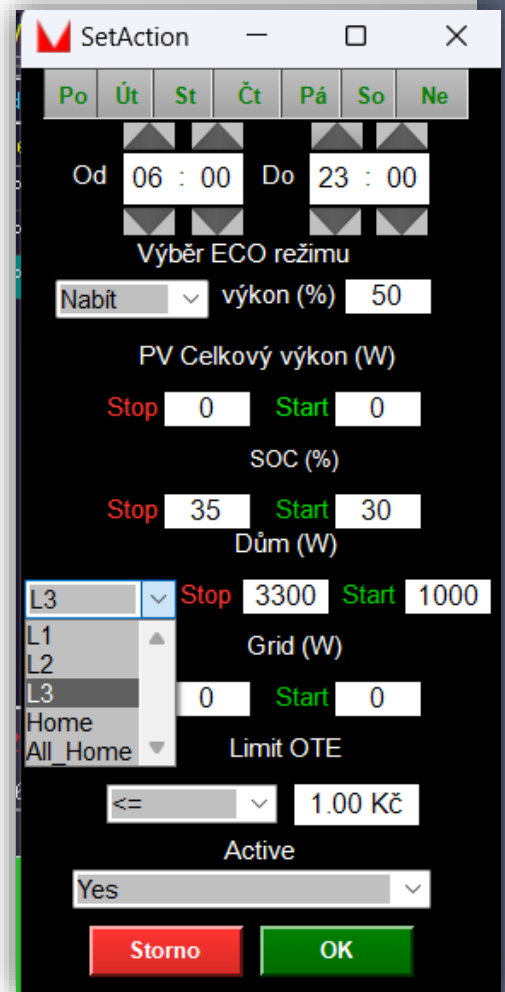 SetAction
Po Út St Čt Pá So Ne
Od 06 : 00 Do 23 : 00
Výběr ECO režimu
Nabít výkon (%) 50
PV Celkový výkon (W)
Stop 0 Start 0
SOC (%)
Stop 35 Start 30
Dům (W)
L3 Stop 3300 Start 1000
L1
L2
L3
Home
All_Home
Grid (W)
0 Start 0
Limit OTE
<= 1.00 Kč
Active
Yes
Storno OK